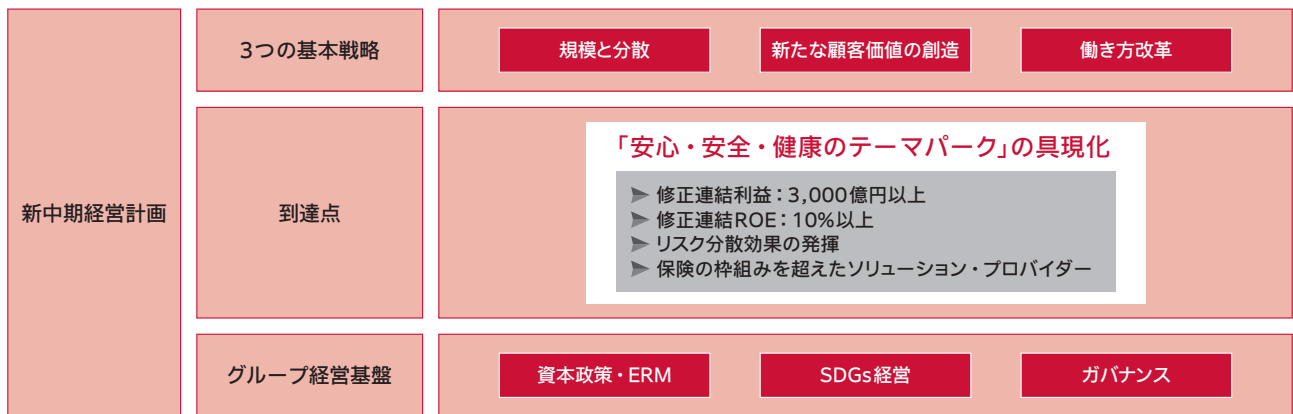 新中期経営計画
3つの基本戦略
規模と分散
新たな顧客価値の創造
働き方改革
到達点
「安心・安全・健康のテーマパーク」の具現化
➤ 修正連結利益：3,000億円以上
➤ 修正連結ROE：10％以上
➤ リスク分散効果の発揮
➤ 保険の枠組みを超えたソリューション・プロバイダー
グループ経営基盤
資本政策・ERM
SDGs経営
ガバナンス